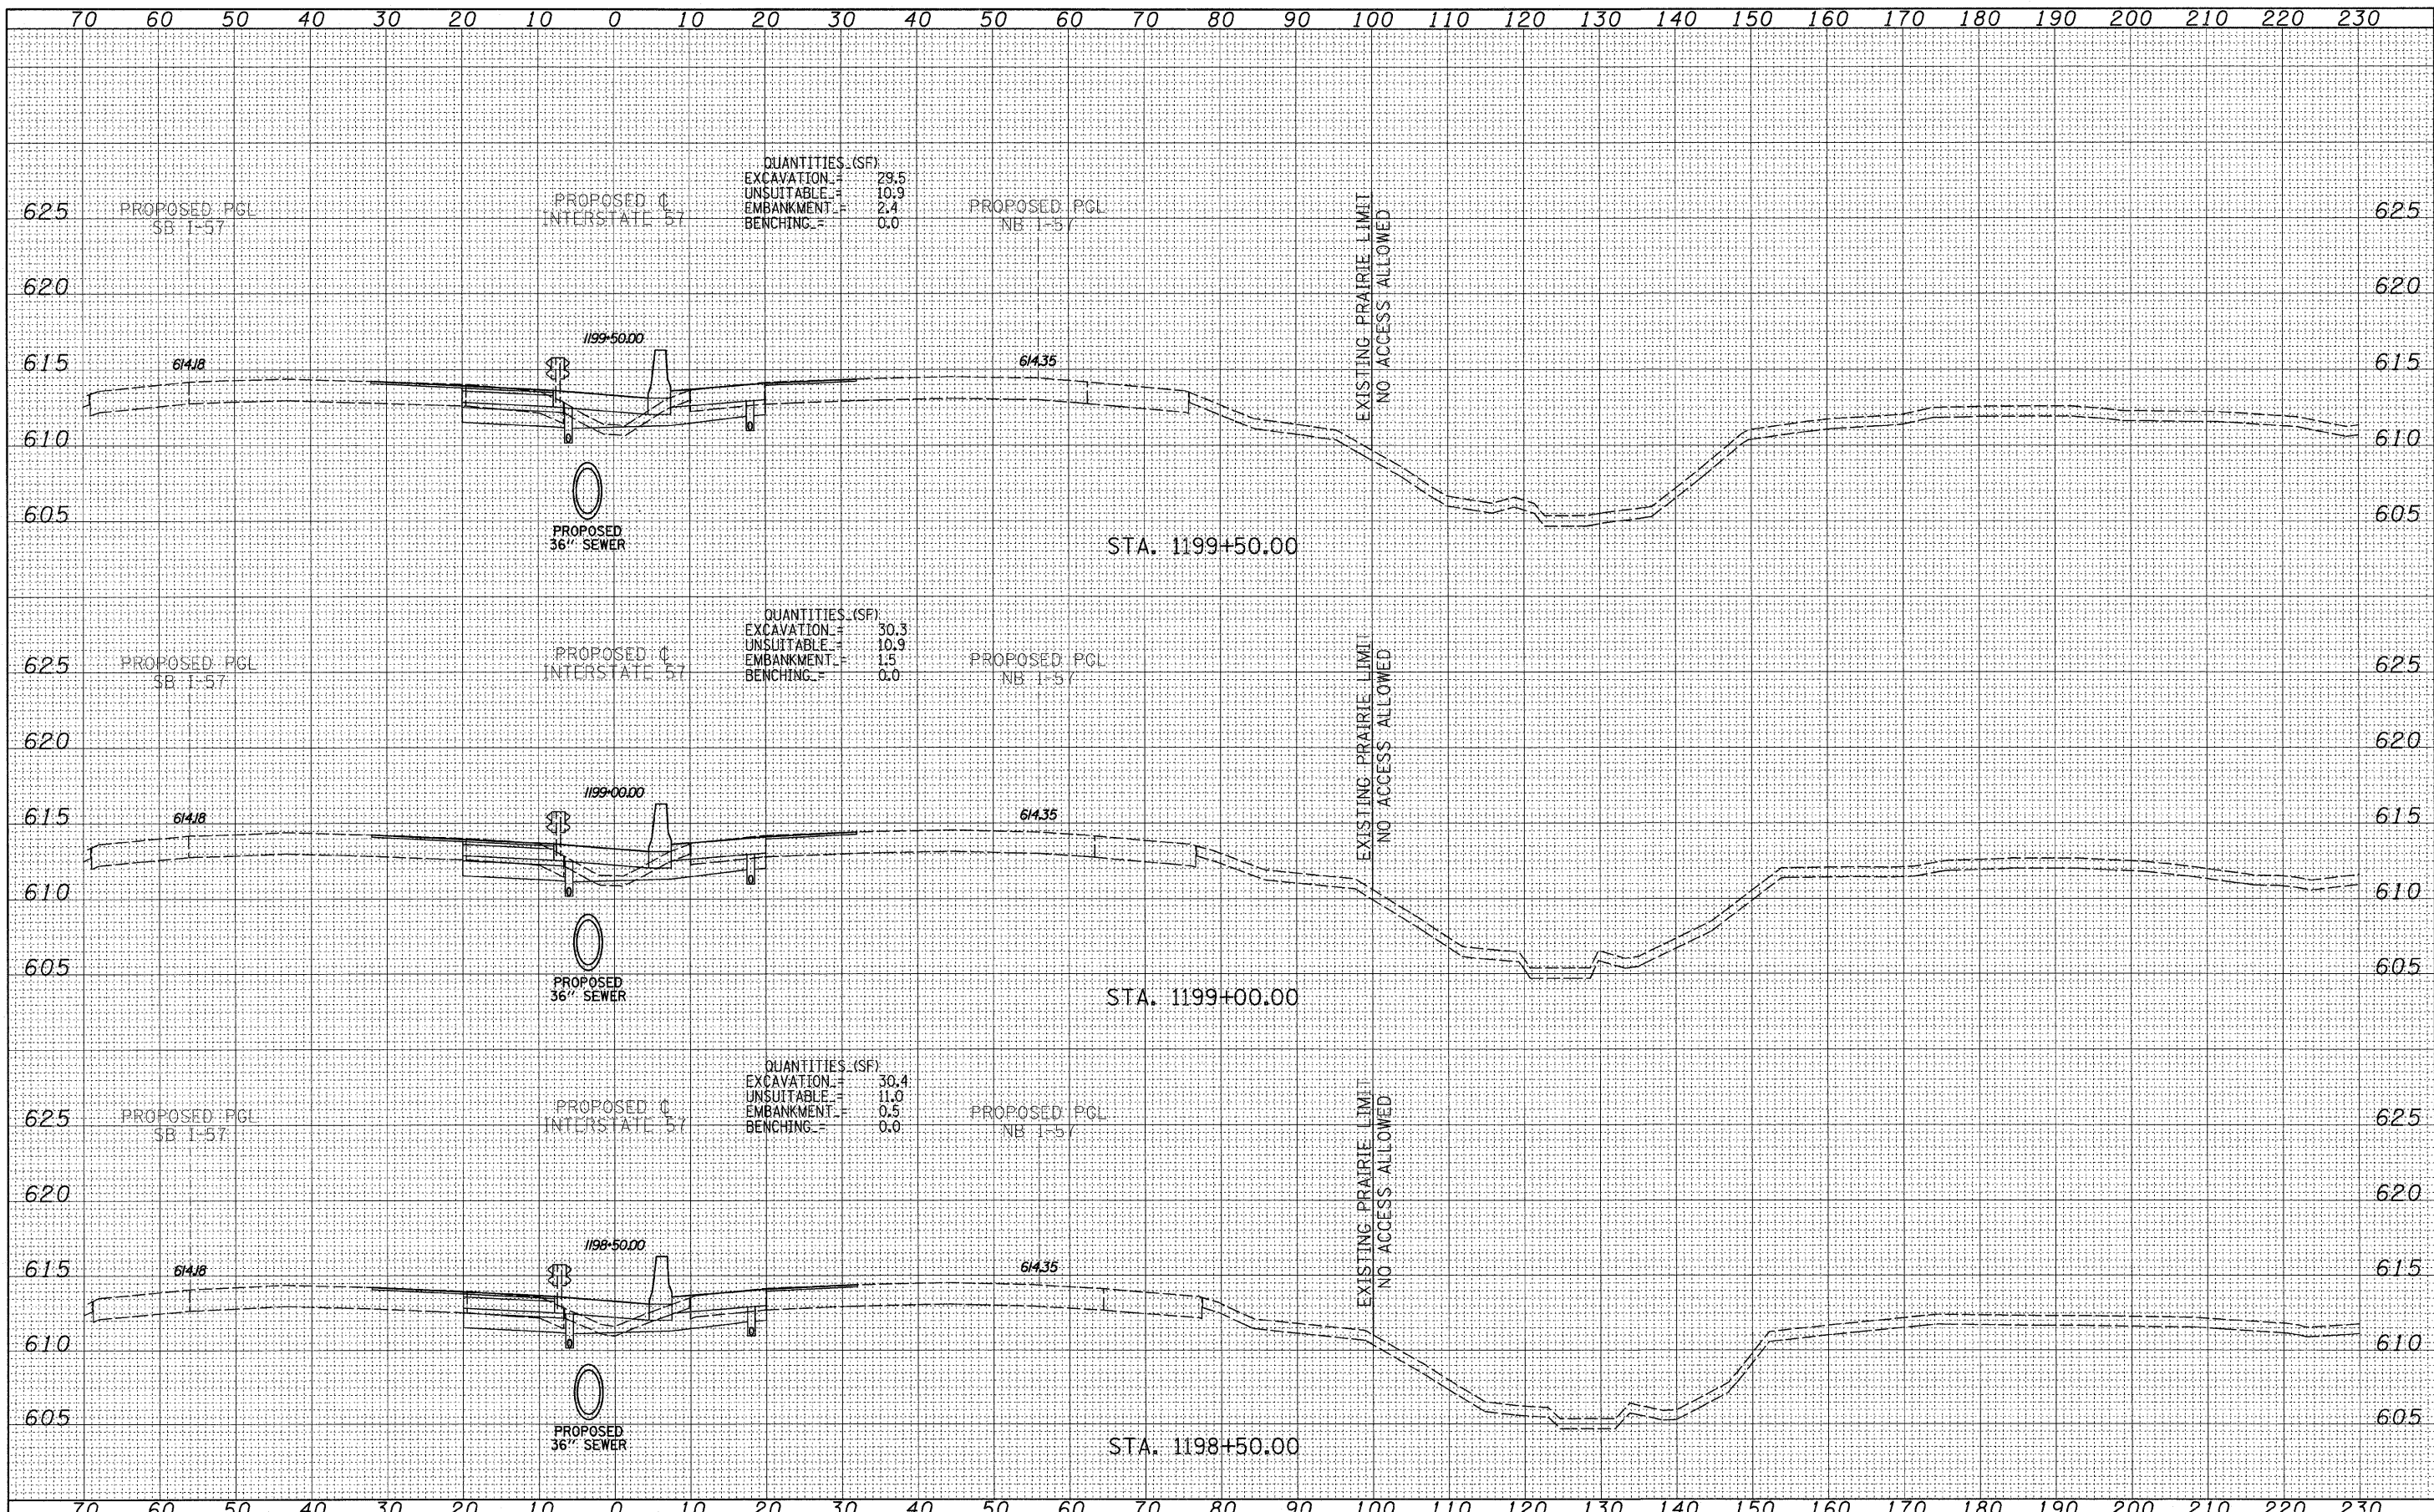 70 60 50 40 30 20 10 0 10 20 30 40 50 60 70 80 90 100 110 120 130 140 150 160 170 180 190 200 210 220 230
QUANTITIES (SF)
EXCAVATION = 29.5
UNSUITABLE = 10.9
EMBANKMENT = 2.4
BENCHING = 0.0
PROPOSED PGL
SB I-57
PROPOSED ℄
INTERSTATE 57
PROPOSED PGL
NB I-57
EXISTING PRAIRIE LIMIT
NO ACCESS ALLOWED
625 625
620 620
1199+50.00
615 614.18 614.35 615
610 610
605 605
PROPOSED
36" SEWER
STA. 1199+50.00
QUANTITIES (SF)
EXCAVATION = 30.3
UNSUITABLE = 10.9
EMBANKMENT = 1.5
BENCHING = 0.0
PROPOSED PGL
SB I-57
PROPOSED ℄
INTERSTATE 57
PROPOSED PGL
NB I-57
EXISTING PRAIRIE LIMIT
NO ACCESS ALLOWED
625 625
620 620
1199+00.00
615 614.18 614.35 615
610 610
605 605
PROPOSED
36" SEWER
STA. 1199+00.00
QUANTITIES (SF)
EXCAVATION = 30.4
UNSUITABLE = 11.0
EMBANKMENT = 0.5
BENCHING = 0.0
PROPOSED PGL
SB I-57
PROPOSED ℄
INTERSTATE 57
PROPOSED PGL
NB I-57
EXISTING PRAIRIE LIMIT
NO ACCESS ALLOWED
625 625
620 620
1198+50.00
615 614.18 614.35 615
610 610
605 605
PROPOSED
36" SEWER
STA. 1198+50.00
70 60 50 40 30 20 10 0 10 20 30 40 50 60 70 80 90 100 110 120 130 140 150 160 170 180 190 200 210 220 230